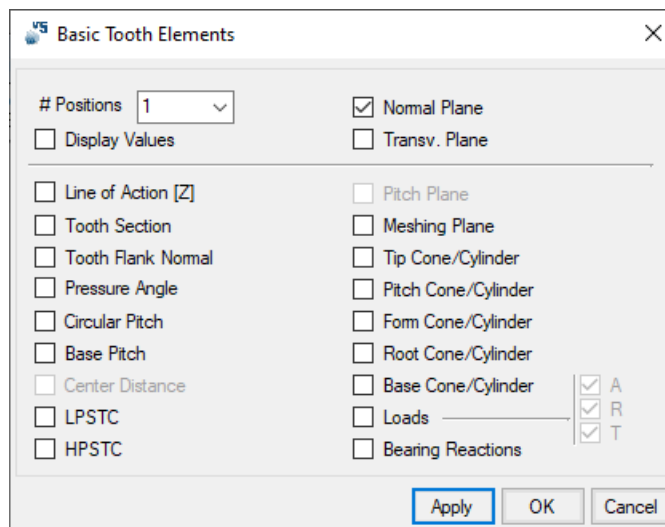 VS
Basic Tooth Elements
# Positions 1
Display Values
Normal Plane
Transv. Plane
Line of Action [Z]
Tooth Section
Tooth Flank Normal
Pressure Angle
Circular Pitch
Base Pitch
Center Distance
LPSTC
HPSTC
Pitch Plane
Meshing Plane
Tip Cone/Cylinder
Pitch Cone/Cylinder
Form Cone/Cylinder
Root Cone/Cylinder
Base Cone/Cylinder
Loads
Bearing Reactions
A
R
T
Apply
OK
Cancel